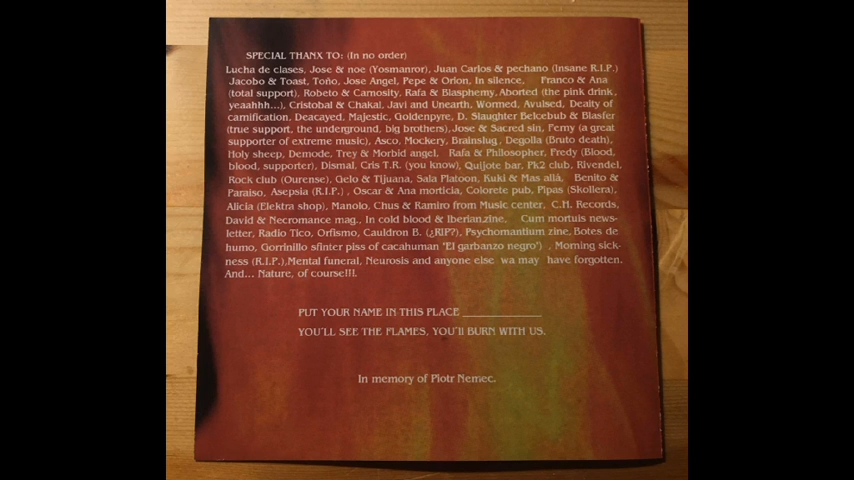 SPECIAL THANX TO: (In no order)
Lucha de clases, Jose & noe (Yosmanror), Juan Carlos & pechano (Insane R.I.P.)
Jacobo & Toast, Toño, Jose Angel, Pepe & Orion, In silence, Franco & Ana
(total support), Robeto & Carnosity, Rafa & Blasphemy, Aborted (the pink drink,
yeaahhh...), Cristobal & Chakal, Javi and Unearth, Wormed, Avulsed, Deaity of
carnification, Deacayed, Majestic, Goldenpyre, D. Slaughter Belcebub & Blasfer
(true support, the underground, big brothers), Jose & Sacred sin, Ferny (a great
supporter of extreme music), Asco, Mockery, Brainslug, Degolla (Bruto death),
Holy sheep, Demode, Trey & Morbid angel, Rafa & Philosopher, Fredy (Blood,
blood, supporter), Dismal, Cris T.R. (you know), Quijote bar, Pk2 club, Rivendel,
Rock club (Ourense), Gelo & Tijuana, Sala Platoon, Kuki & Mas allá, Benito &
Paraiso, Asepsia (R.I.P.) , Oscar & Ana morticia, Colorete pub, Pipas (Skollera),
Alicia (Elektra shop), Manolo, Chus & Ramiro from Music center, C.H. Records,
David & Necromance mag., In cold blood & Iberian,zine, Cum mortuis news-
letter, Radio Tico, Orfismo, Cauldron B. (¿RIP?), Psychomantium zine, Botes de
humo, Gorrinillo sfinter piss of cacahuman "El garbanzo negro") , Morning sick-
ness (R.I.P.),Mental funeral, Neurosis and anyone else wa may have forgotten.
And... Nature, of course!!!.
PUT YOUR NAME IN THIS PLACE ______________
YOU´LL SEE THE FLAMES, YOU´ll BURN WITH US.
In memory of Piotr Nemec.